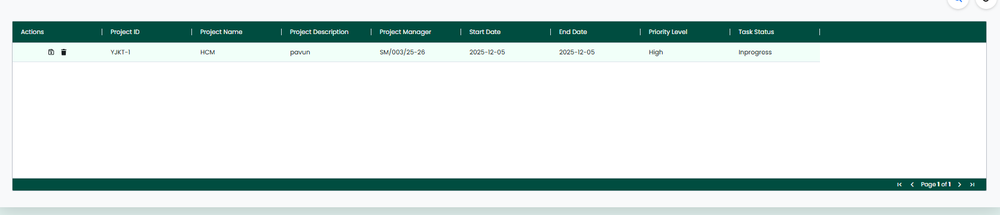 Actions Project ID Project Name Project Description Project Manager Start Date End Date Priority Level Task Status
YJKT-1 HCM pavun SM/003/25-26 2025-12-05 2025-12-05 High Inprogress
Page 1 of 1